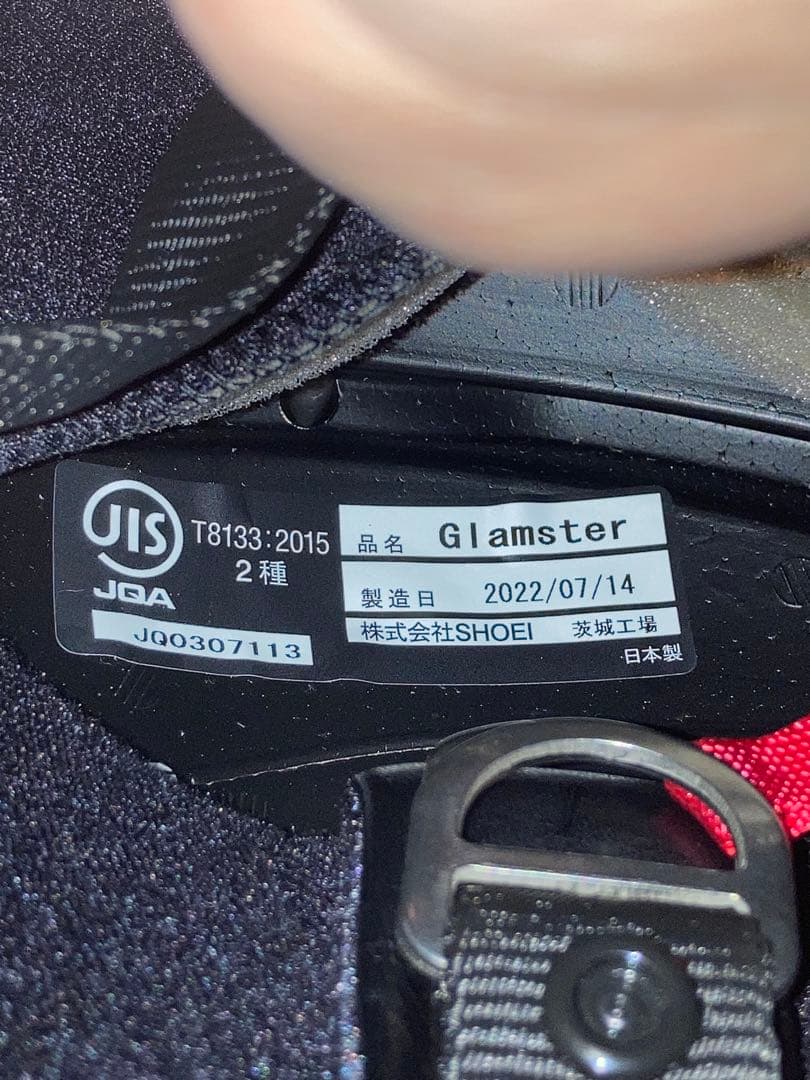 JIS
T8133:2015
2種
JQA
JQ0307113
品名 Glamster
製造日 2022/07/14
株式会社SHOEI 茨城工場
日本製